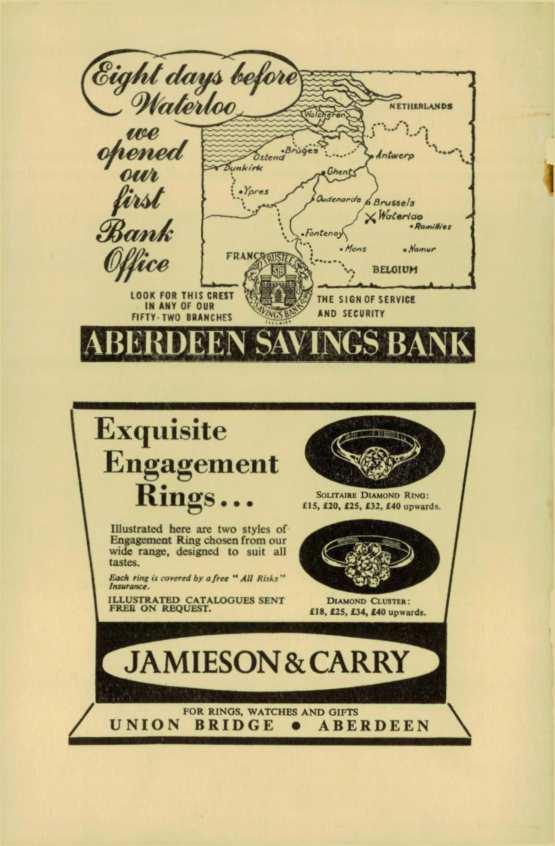 Eight days before
Waterloo
we
opened
our
first
Bank
Office
NETHERLANDS
Walcheren
Ostend
Bruges
Antwerp
Dunkirk
Ghent
Ypres
Oudenarde
Brussels
Waterloo
Ramillies
Fontenoy
Mons
Namur
FRANCE
BELGIUM
TRUSTEE
SAVINGS BANK
SECURITY
LOOK FOR THIS CREST
IN ANY OF OUR
FIFTY-TWO BRANCHES
THE SIGN OF SERVICE
AND SECURITY
ABERDEEN SAVINGS BANK
Exquisite
Engagement
Rings...
SOLITAIRE DIAMOND RING:
£15, £20, £25, £32, £40 upwards.
Illustrated here are two styles of
Engagement Ring chosen from our
wide range, designed to suit all
tastes.
Each ring is covered by a free "All Risks"
Insurance.
ILLUSTRATED CATALOGUES SENT
FREE ON REQUEST.
DIAMOND CLUSTER:
£18, £25, £34, £40 upwards.
JAMIESON & CARRY
FOR RINGS, WATCHES AND GIFTS
UNION BRIDGE • ABERDEEN